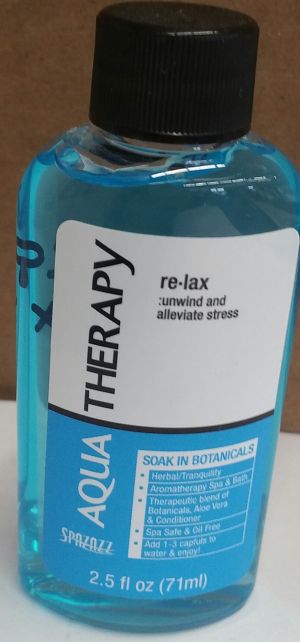 AQUA THERAPY
re·lax
:unwind and
alleviate stress
SOAK IN BOTANICALS
• Herbal/Tranquility
• Aromatherapy Spa & Bath
• Therapeutic blend of
Botanicals, Aloe Vera
& Conditioner
• Spa Safe & Oil Free
• Add 1-3 capfuls to
water & enjoy!
SPAZAZZ
2.5 fl oz (71ml)